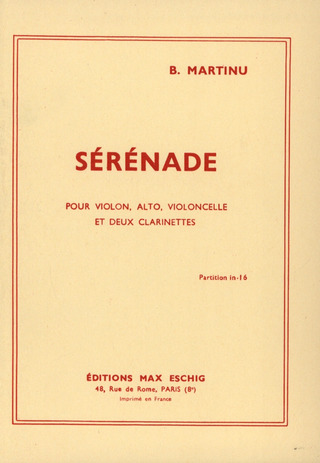 B. MARTINU
SÉRÉNADE
POUR VIOLON, ALTO, VIOLONCELLE
ET DEUX CLARINETTES
Partition in-16
ÉDITIONS MAX ESCHIG
48, Rue de Rome, PARIS (8e)
Imprimé en France